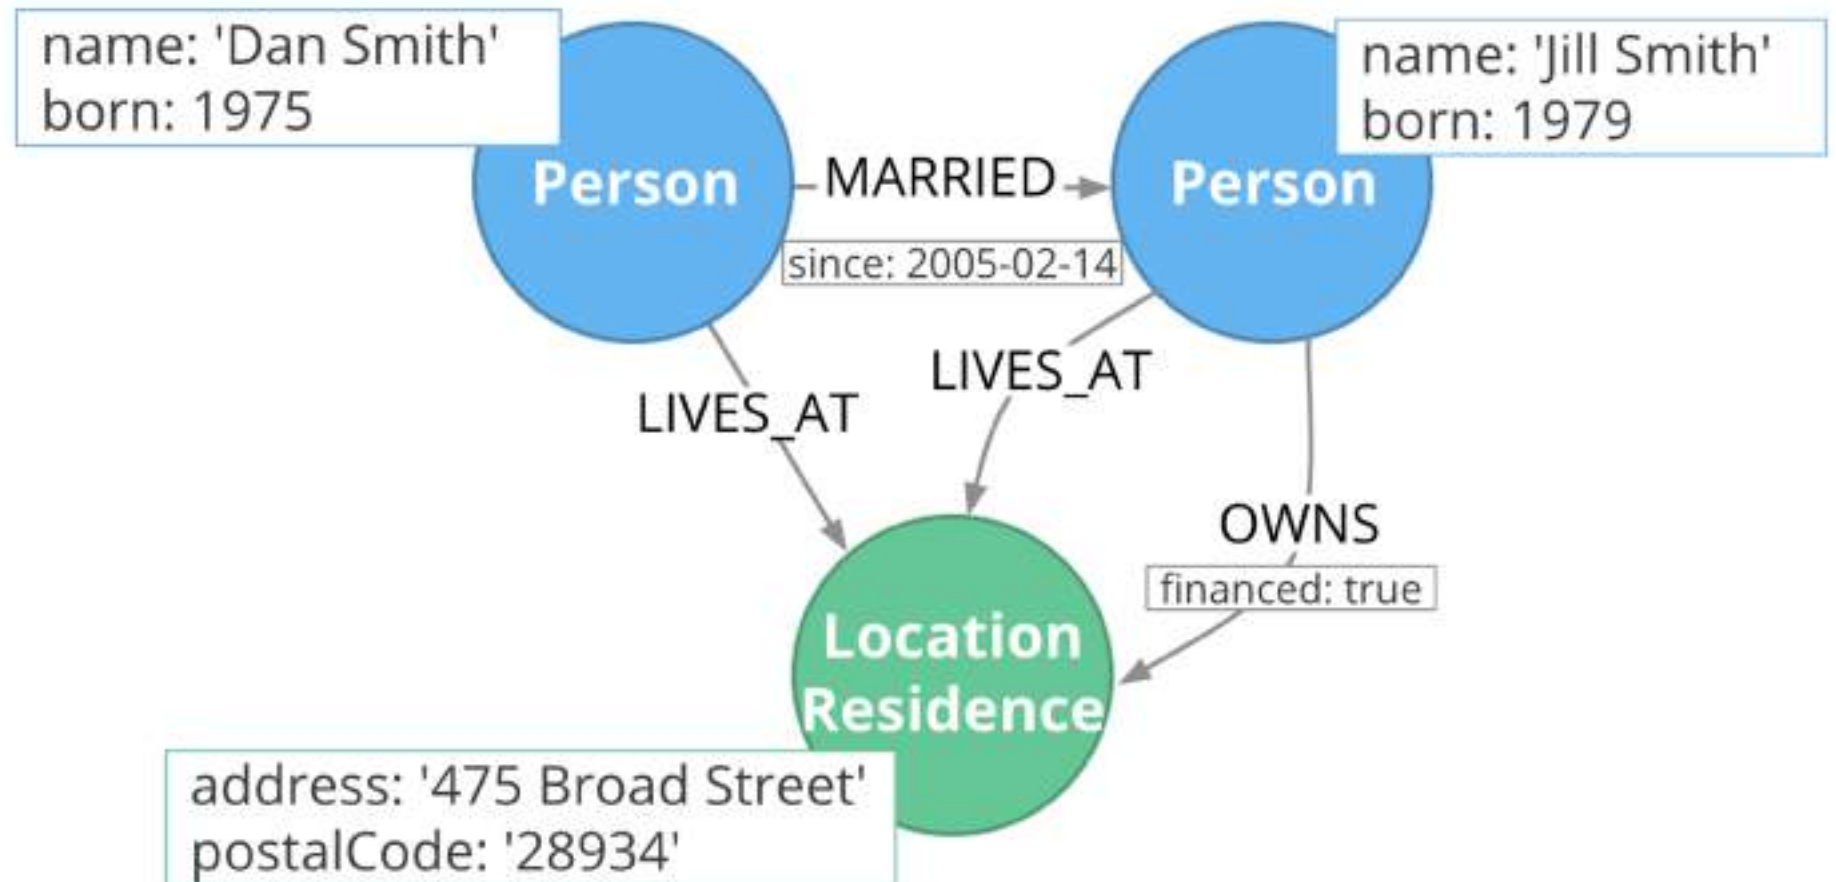 name: 'Dan Smith'
born: 1975
name: 'Jill Smith'
born: 1979
Person
MARRIED
Person
since: 2005-02-14
LIVES_AT
LIVES_AT
OWNS
financed: true
Location
Residence
address: '475 Broad Street'
postalCode: '28934'